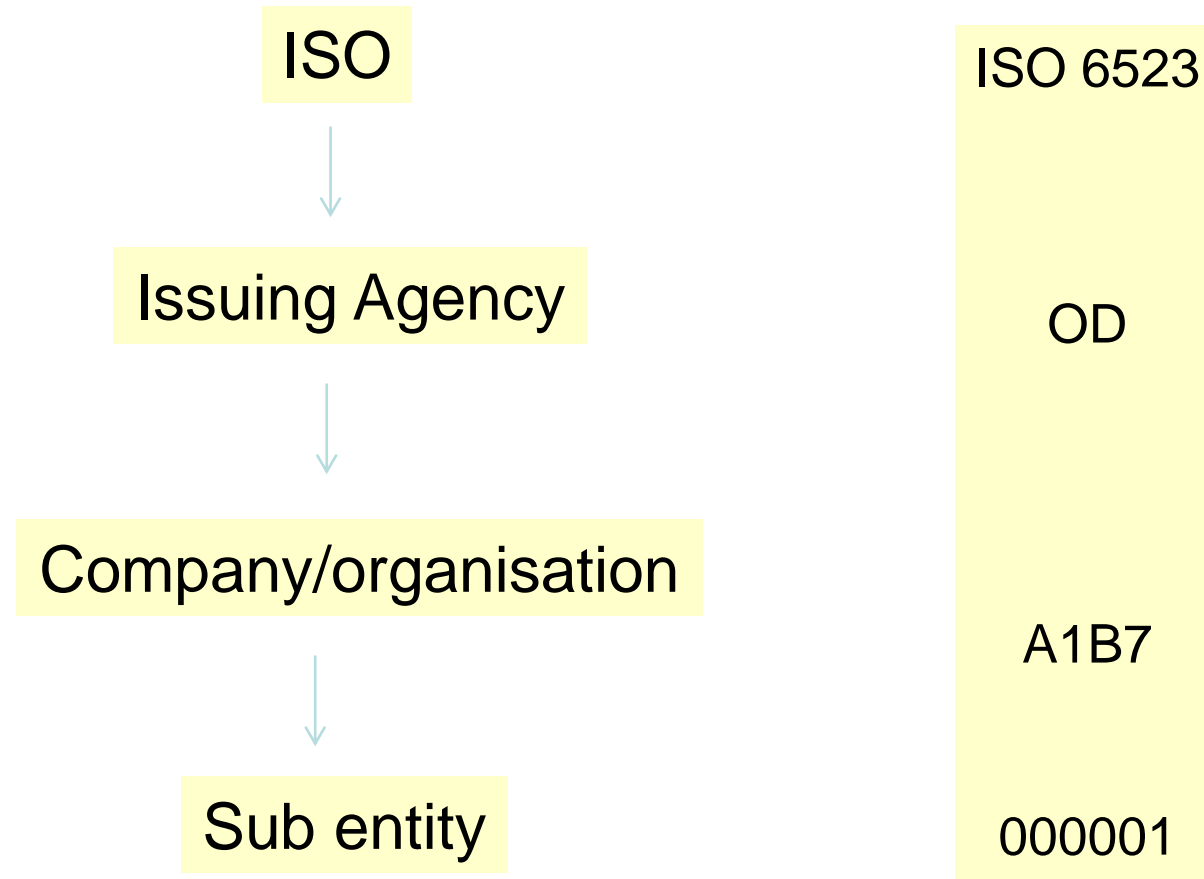 ISO
ISO 6523
Issuing Agency
OD
Company/organisation
A1B7
Sub entity
000001